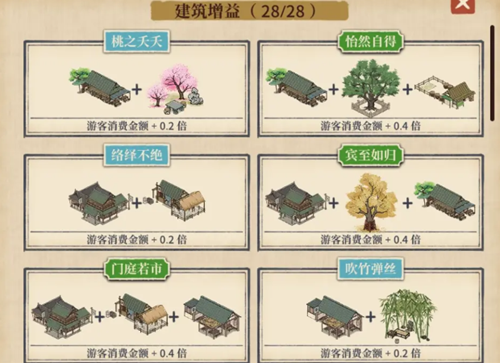 建筑增益（28/28）
桃之夭夭
怡然自得
游客消费金额 + 0.2 倍
游客消费金额 + 0.4 倍
络绎不绝
宾至如归
游客消费金额 + 0.2 倍
游客消费金额 + 0.4 倍
门庭若市
吹竹弹丝
游客消费金额 + 0.4 倍
游客消费金额 + 0.2 倍